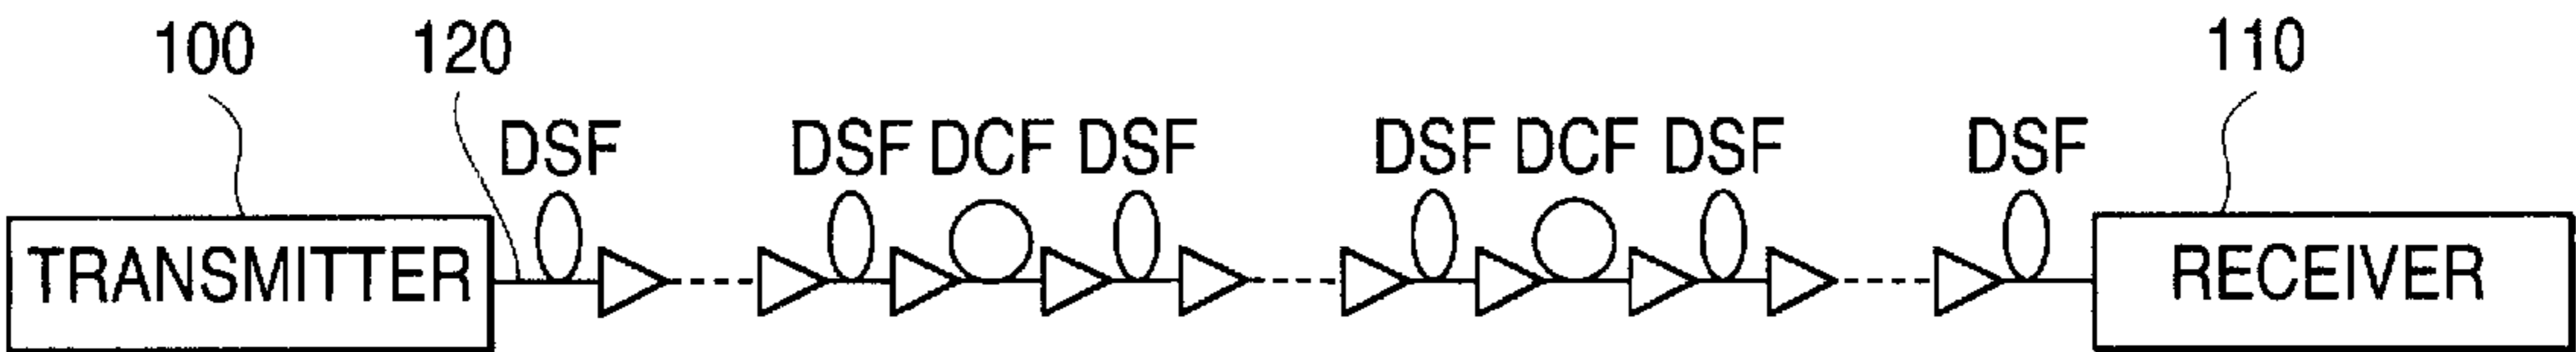 100 120 110
DSF DSF DCF DSF DSF DCF DSF DSF
TRANSMITTER RECEIVER